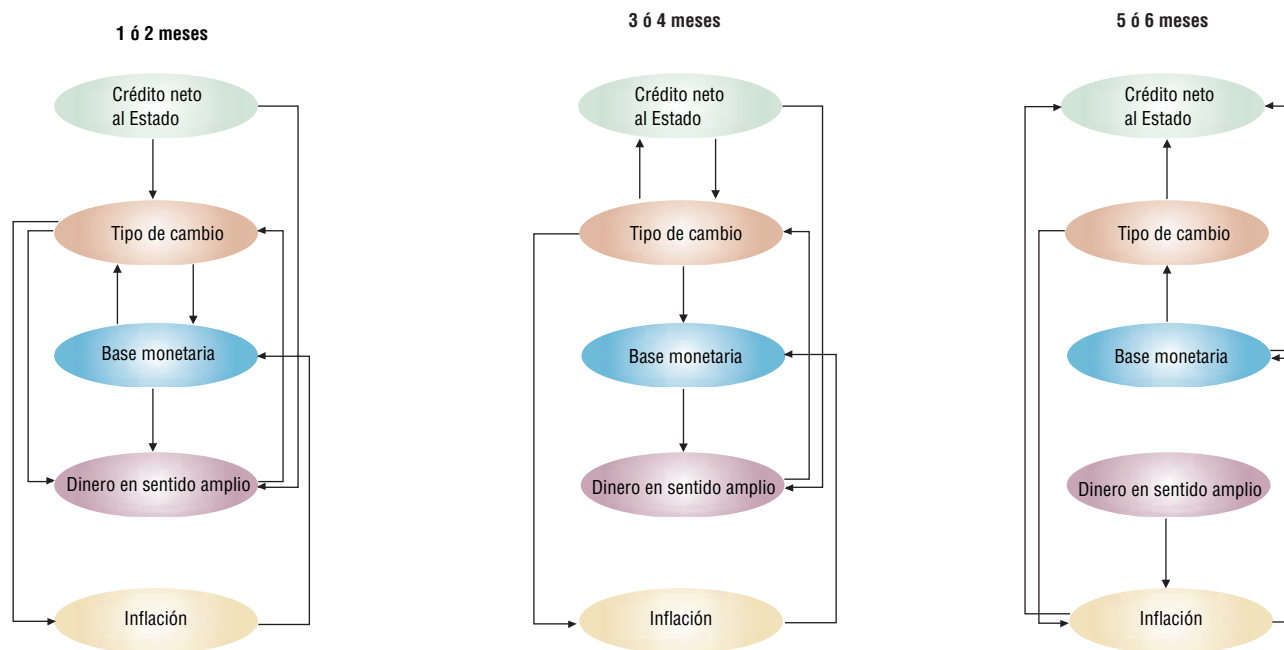 1 ó 2 meses
Crédito neto
al Estado
Tipo de cambio
Base monetaria
Dinero en sentido amplio
Inflación
3 ó 4 meses
Crédito neto
al Estado
Tipo de cambio
Base monetaria
Dinero en sentido amplio
Inflación
5 ó 6 meses
Crédito neto
al Estado
Tipo de cambio
Base monetaria
Dinero en sentido amplio
Inflación